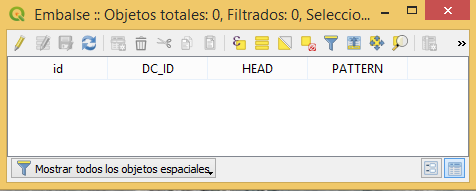 Embalse :: Objetos totales: 0, Filtrados: 0, Seleccio...
id DC_ID HEAD PATTERN
Mostrar todos los objetos espaciales